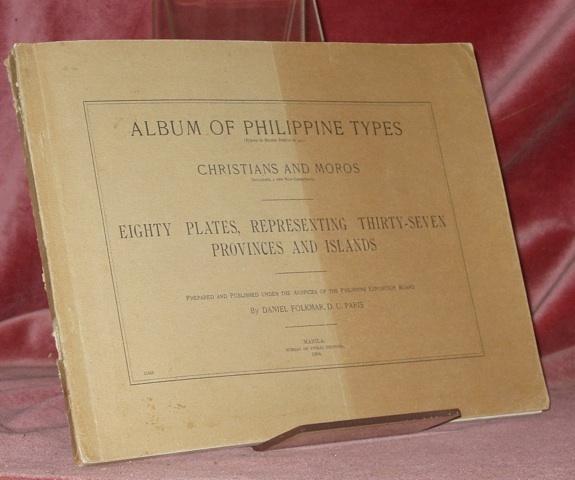 ALBUM OF PHILIPPINE TYPES
CHRISTIANS AND MOROS
EIGHTY PLATES, REPRESENTING THIRTY-SEVEN
PROVINCES AND ISLANDS
PREPARED AND PUBLISHED UNDER THE AUSPICES OF THE PHILIPPINE EXPOSITION BOARD
BY DANIEL FOLKMAR, D. U. PARIS
MANILA:
BUREAU OF PUBLIC PRINTING.
1904.